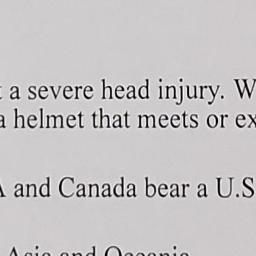 a severe head injury. W
a helmet that meets or ex
A and Canada bear a U.S
Asia and Oceania